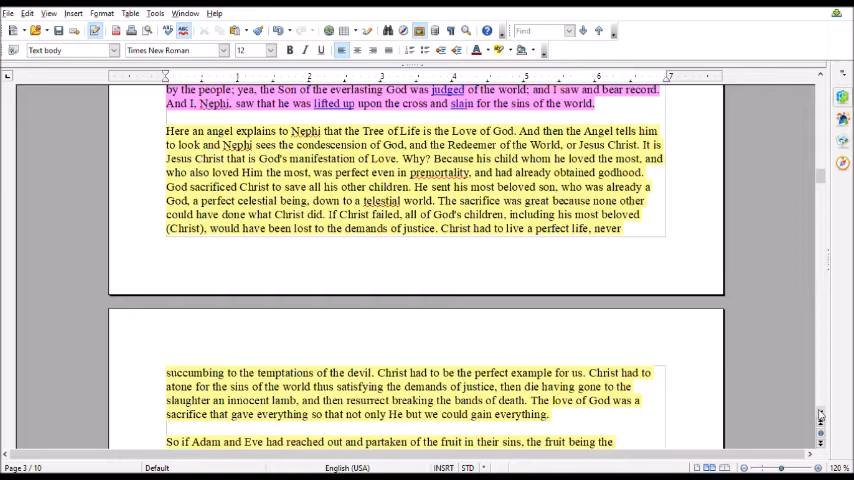 File Edit View Insert Format Table Tools Window Help
Find
Text body Times New Roman 12
1 2 3 4 5 6 7
by the people; yea, the Son of the everlasting God was judged of the world; and I saw and bear record.
And I, Nephi, saw that he was lifted up upon the cross and slain for the sins of the world.
Here an angel explains to Nephi that the Tree of Life is the Love of God. And then the Angel tells him
to look and Nephi sees the condescension of God, and the Redeemer of the World, or Jesus Christ. It is
Jesus Christ that is God's manifestation of Love. Why? Because his child whom he loved the most, and
who also loved Him the most, was perfect even in premortality, and had already obtained godhood.
God sacrificed Christ to save all his other children. He sent his most beloved son, who was already a
God, a perfect celestial being, down to a telestial world. The sacrifice was great because none other
could have done what Christ did. If Christ failed, all of God's children, including his most beloved
(Christ), would have been lost to the demands of justice. Christ had to live a perfect life, never
succumbing to the temptations of the devil. Christ had to be the perfect example for us. Christ had to
atone for the sins of the world thus satisfying the demands of justice, then die having gone to the
slaughter an innocent lamb, and then resurrect breaking the bands of death. The love of God was a
sacrifice that gave everything so that not only He but we could gain everything.
So if Adam and Eve had reached out and partaken of the fruit in their sins, the fruit being the
Page 3 / 10 Default English (USA) INSRT STD * 120 %